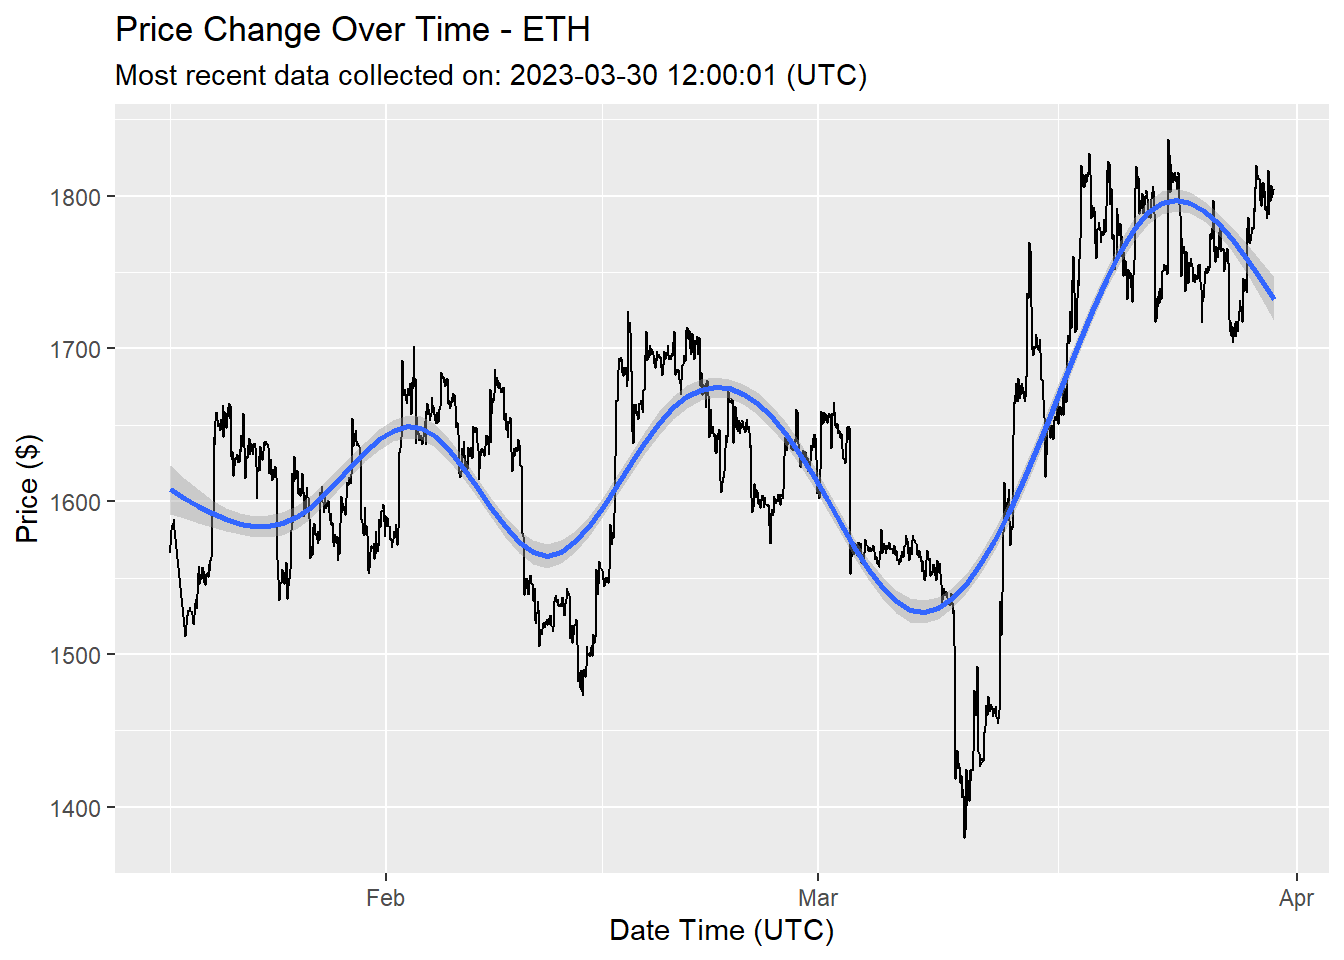 Price Change Over Time - ETH
Most recent data collected on: 2023-03-30 12:00:01 (UTC)
1800
1700
1600
1500
1400
Price ($)
Feb
Mar
Apr
Date Time (UTC)